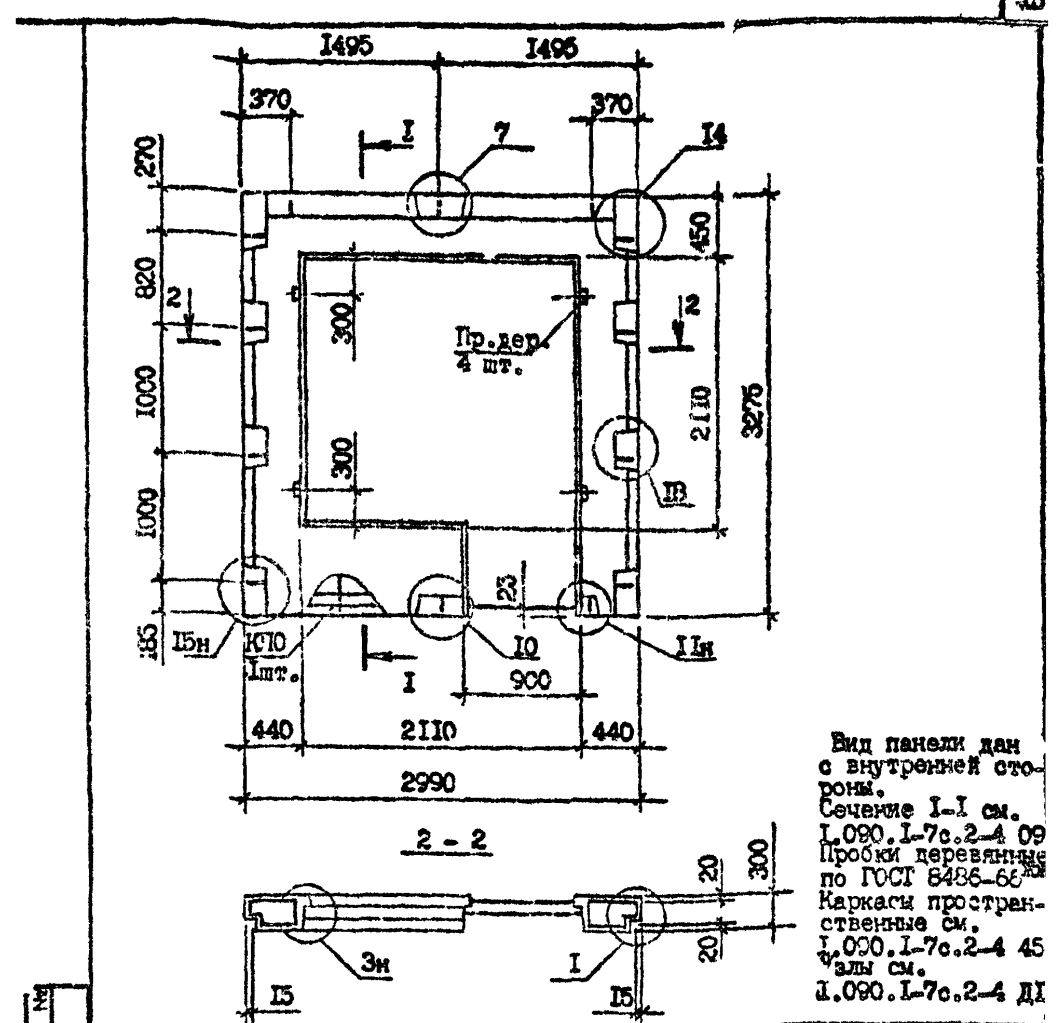 1495
1495
370
370
I
7
14
270
450
820
2
2
300
Пр.дер.
4 шт.
1000
2110
3275
300
1000
18
23
185
15н
КП10
1шт.
10
11н
I
900
440
2110
440
2990
2 - 2
20
300
20
3н
I
15
15
Вид панели дан
с внутренней сто-
роны.
Сечение I-I см.
1.090.1-7с.2-4 09
Пробки деревянные
по ГОСТ 8486-66
Каркасы простран-
ственные см.
1.090.1-7с.2-4 45
Узлы см.
1.090.1-7с.2-4 Д1
№